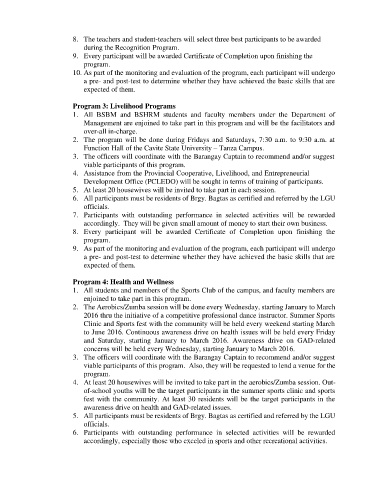 8. The teachers and student-teachers will select three best participants to be awarded
during the Recognition Program.
9. Every participant will be awarded Certificate of Completion upon finishing the
program.
10. As part of the monitoring and evaluation of the program, each participant will undergo
a pre- and post-test to determine whether they have achieved the basic skills that are
expected of them.
Program 3: Livelihood Programs
1. All BSBM and BSHRM students and faculty members under the Department of
Management are enjoined to take part in this program and will be the facilitators and
over-all in-charge.
2. The program will be done during Fridays and Saturdays, 7:30 a.m. to 9:30 a.m. at
Function Hall of the Cavite State University – Tanza Campus.
3. The officers will coordinate with the Barangay Captain to recommend and/or suggest
viable participants of this program.
4. Assistance from the Provincial Cooperative, Livelihood, and Entrepreneurial
Development Office (PCLEDO) will be sought in terms of training of participants.
5. At least 20 housewives will be invited to take part in each session.
6. All participants must be residents of Brgy. Bagtas as certified and referred by the LGU
officials.
7. Participants with outstanding performance in selected activities will be rewarded
accordingly. They will be given small amount of money to start their own business.
8. Every participant will be awarded Certificate of Completion upon finishing the
program.
9. As part of the monitoring and evaluation of the program, each participant will undergo
a pre- and post-test to determine whether they have achieved the basic skills that are
expected of them.
Program 4: Health and Wellness
1. All students and members of the Sports Club of the campus, and faculty members are
enjoined to take part in this program.
2. The Aerobics/Zumba session will be done every Wednesday, starting January to March
2016 thru the initiative of a competitive professional dance instructor. Summer Sports
Clinic and Sports fest with the community will be held every weekend starting March
to June 2016. Continuous awareness drive on health issues will be held every Friday
and Saturday, starting January to March 2016. Awareness drive on GAD-related
concerns will be held every Wednesday, starting January to March 2016.
3. The officers will coordinate with the Barangay Captain to recommend and/or suggest
viable participants of this program. Also, they will be requested to lend a venue for the
program.
4. At least 20 housewives will be invited to take part in the aerobics/Zumba session. Out-
of-school youths will be the target participants in the summer sports clinic and sports
fest with the community. At least 30 residents will be the target participants in the
awareness drive on health and GAD-related issues.
5. All participants must be residents of Brgy. Bagtas as certified and referred by the LGU
officials.
6. Participants with outstanding performance in selected activities will be rewarded
accordingly, especially those who exceled in sports and other recreational activities.